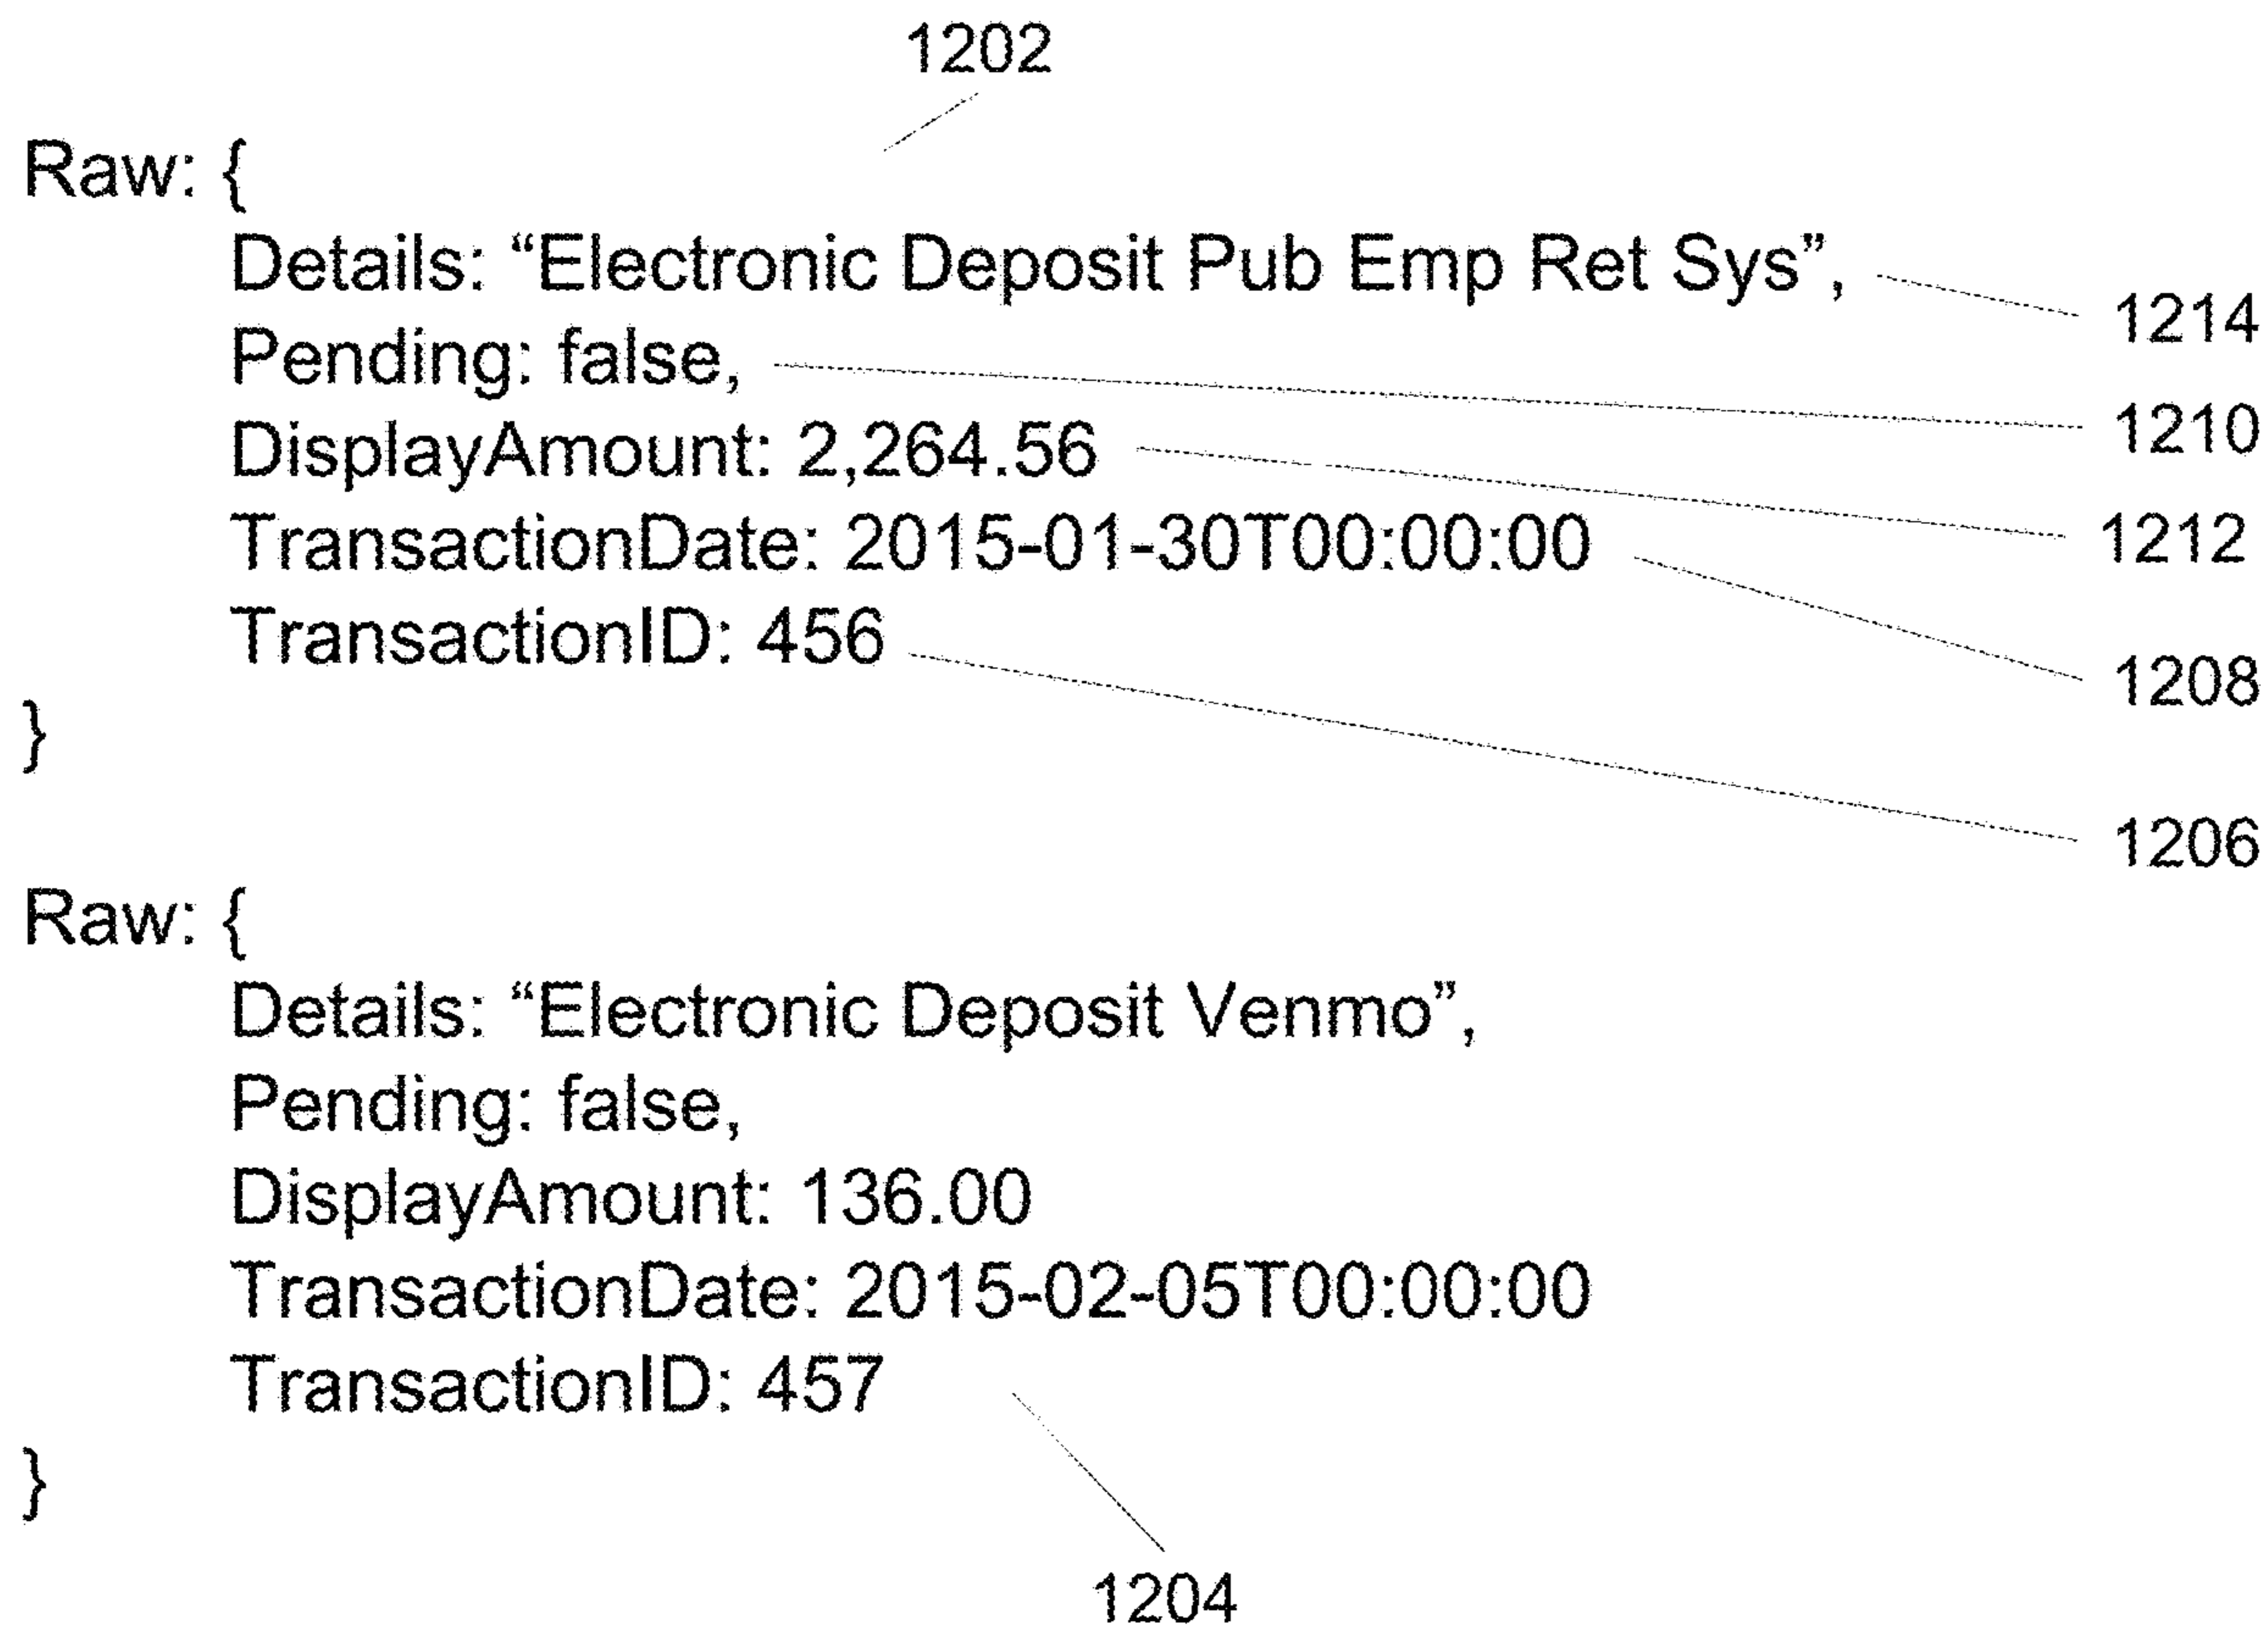 1202
Raw: {
Details: “Electronic Deposit Pub Emp Ret Sys”,
1214
Pending: false,
1210
DisplayAmount: 2,264.56
1212
TransactionDate: 2015-01-30T00:00:00
1208
TransactionID: 456
}
1206
Raw: {
Details: “Electronic Deposit Venmo”,
Pending: false,
DisplayAmount: 136.00
TransactionDate: 2015-02-05T00:00:00
TransactionID: 457
}
1204